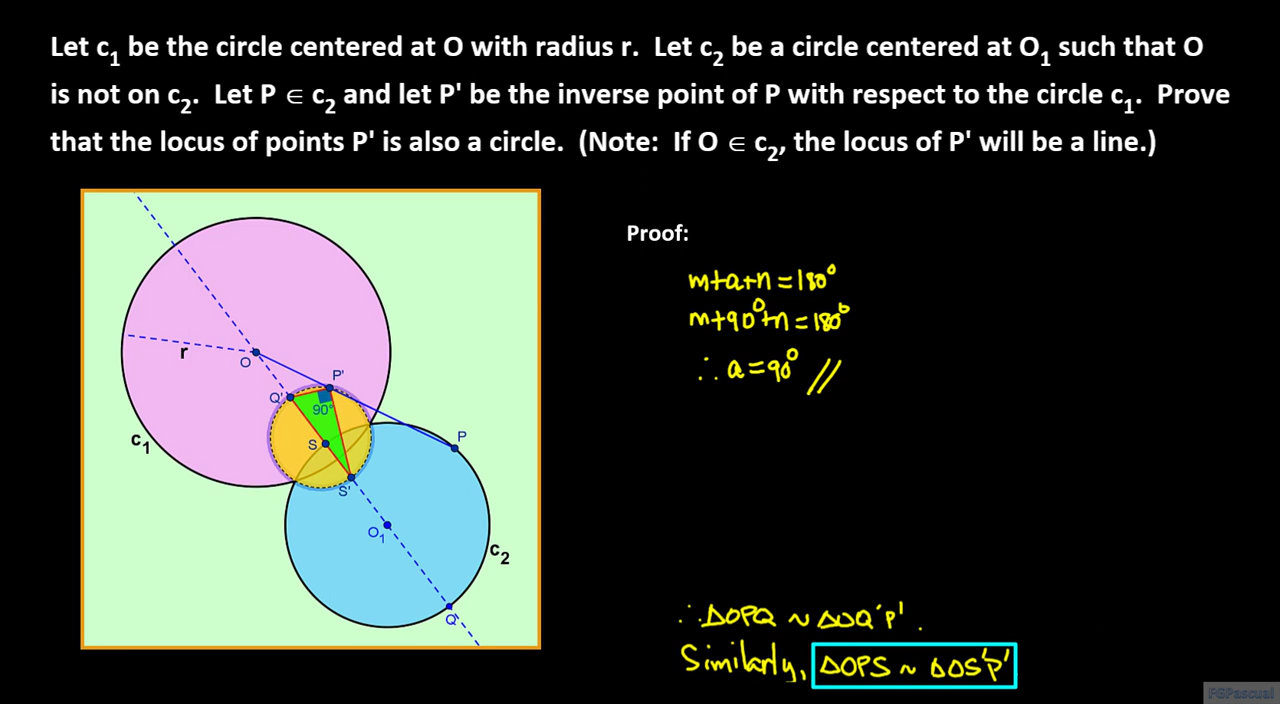 Let c₁ be the circle centered at O with radius r. Let c₂ be a circle centered at O₁ such that O
is not on c₂. Let P ∈ c₂ and let P' be the inverse point of P with respect to the circle c₁. Prove
that the locus of points P' is also a circle. (Note: If O ∈ c₂, the locus of P' will be a line.)
Proof:
m+a+n=180°
m+90°+n=180°
∴ a=90° //
r
O
P'
Q'
90°
c₁
S
P
S'
O₁
c₂
Q
∴ ΔOPQ ~ ΔOQ'P'.
Similarly, ΔOPS ~ ΔOS'P'
FGPascual